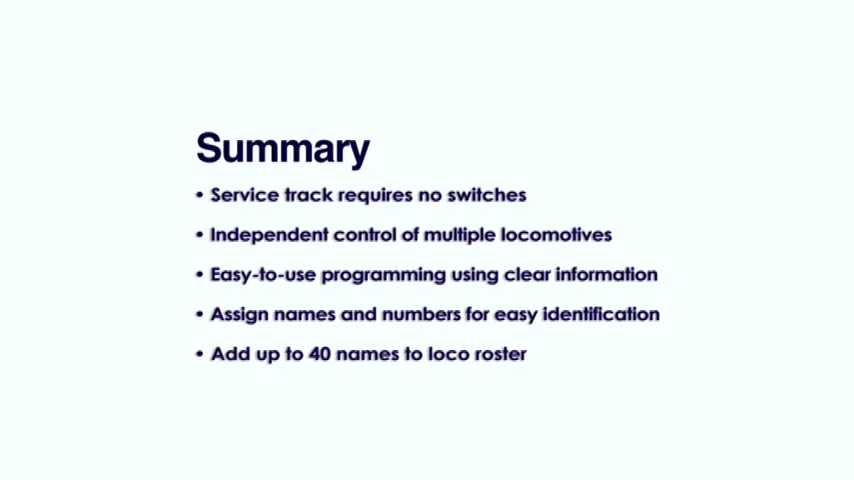 Summary
• Service track requires no switches
• Independent control of multiple locomotives
• Easy-to-use programming using clear information
• Assign names and numbers for easy identification
• Add up to 40 names to loco roster